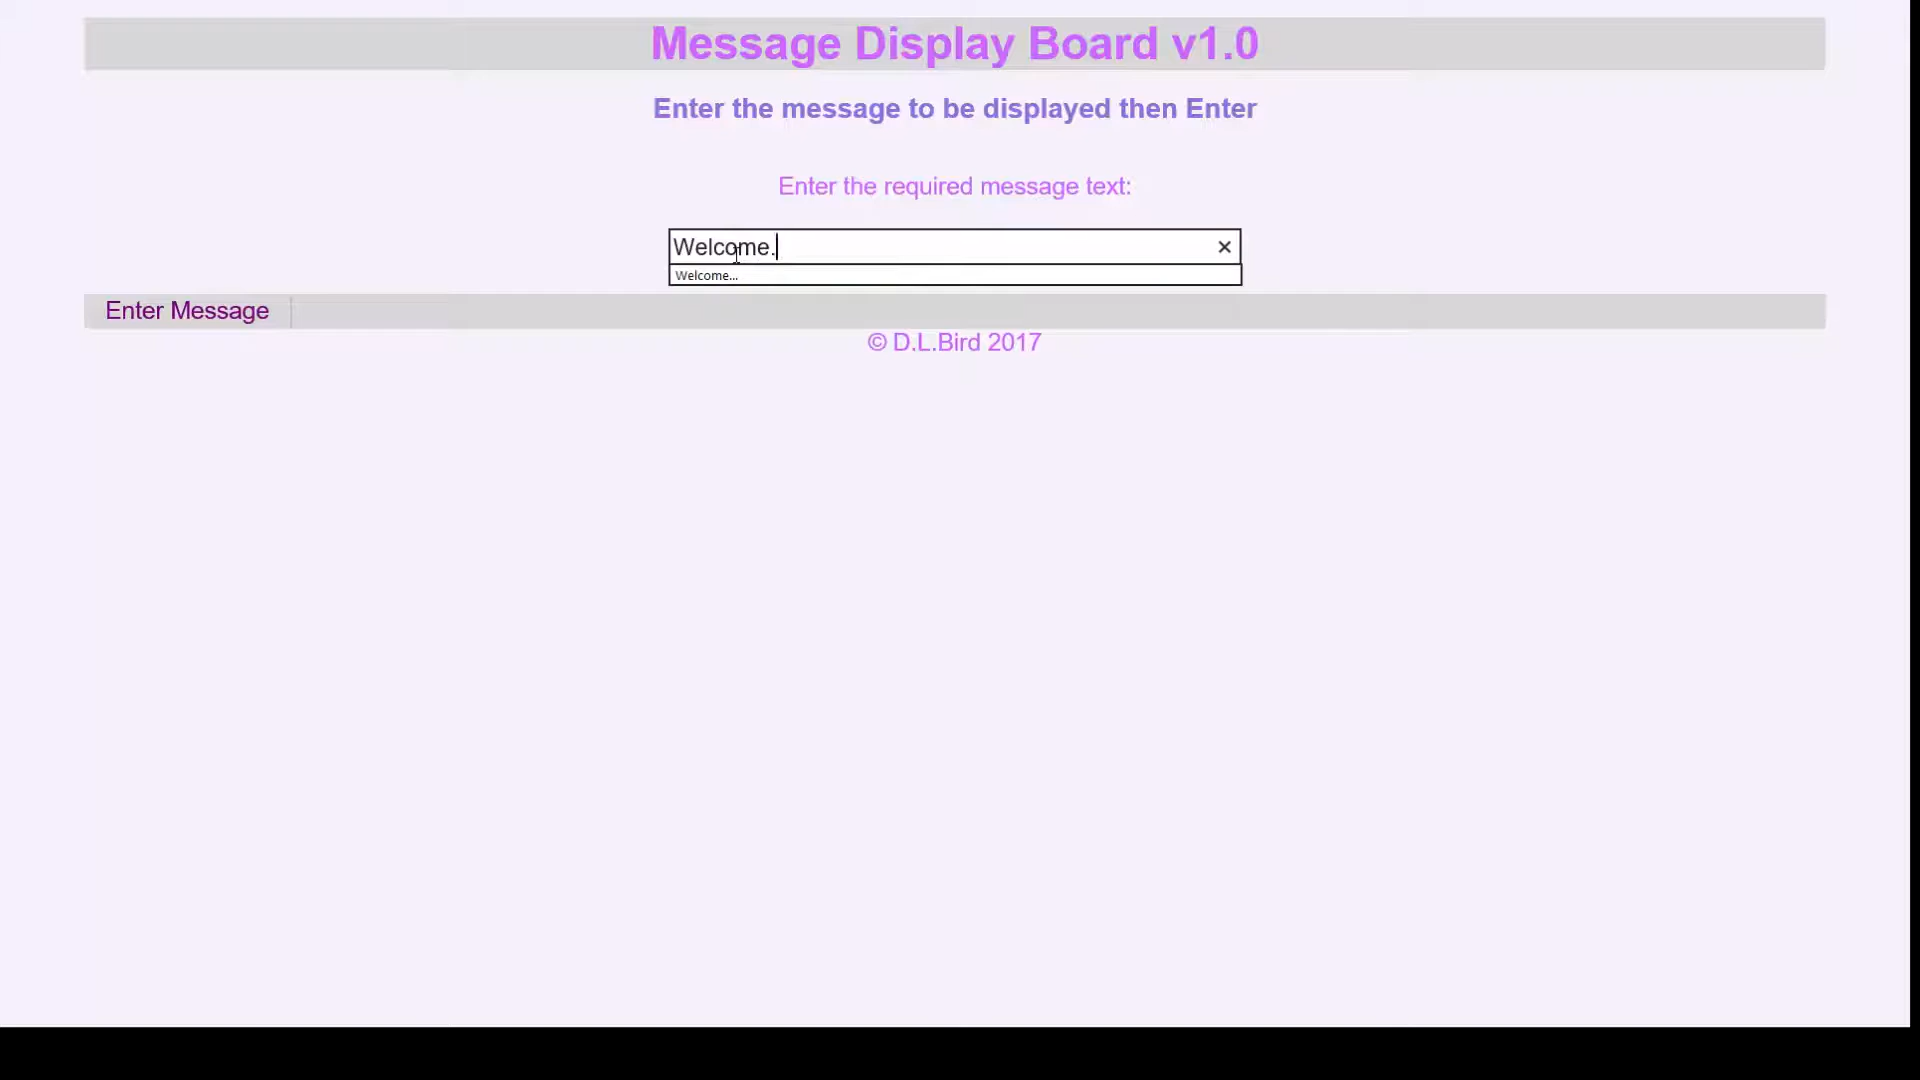 Message Display Board v1.0
Enter the message to be displayed then Enter
Enter the required message text:
Welcome.
Welcome...
Enter Message
© D.L.Bird 2017